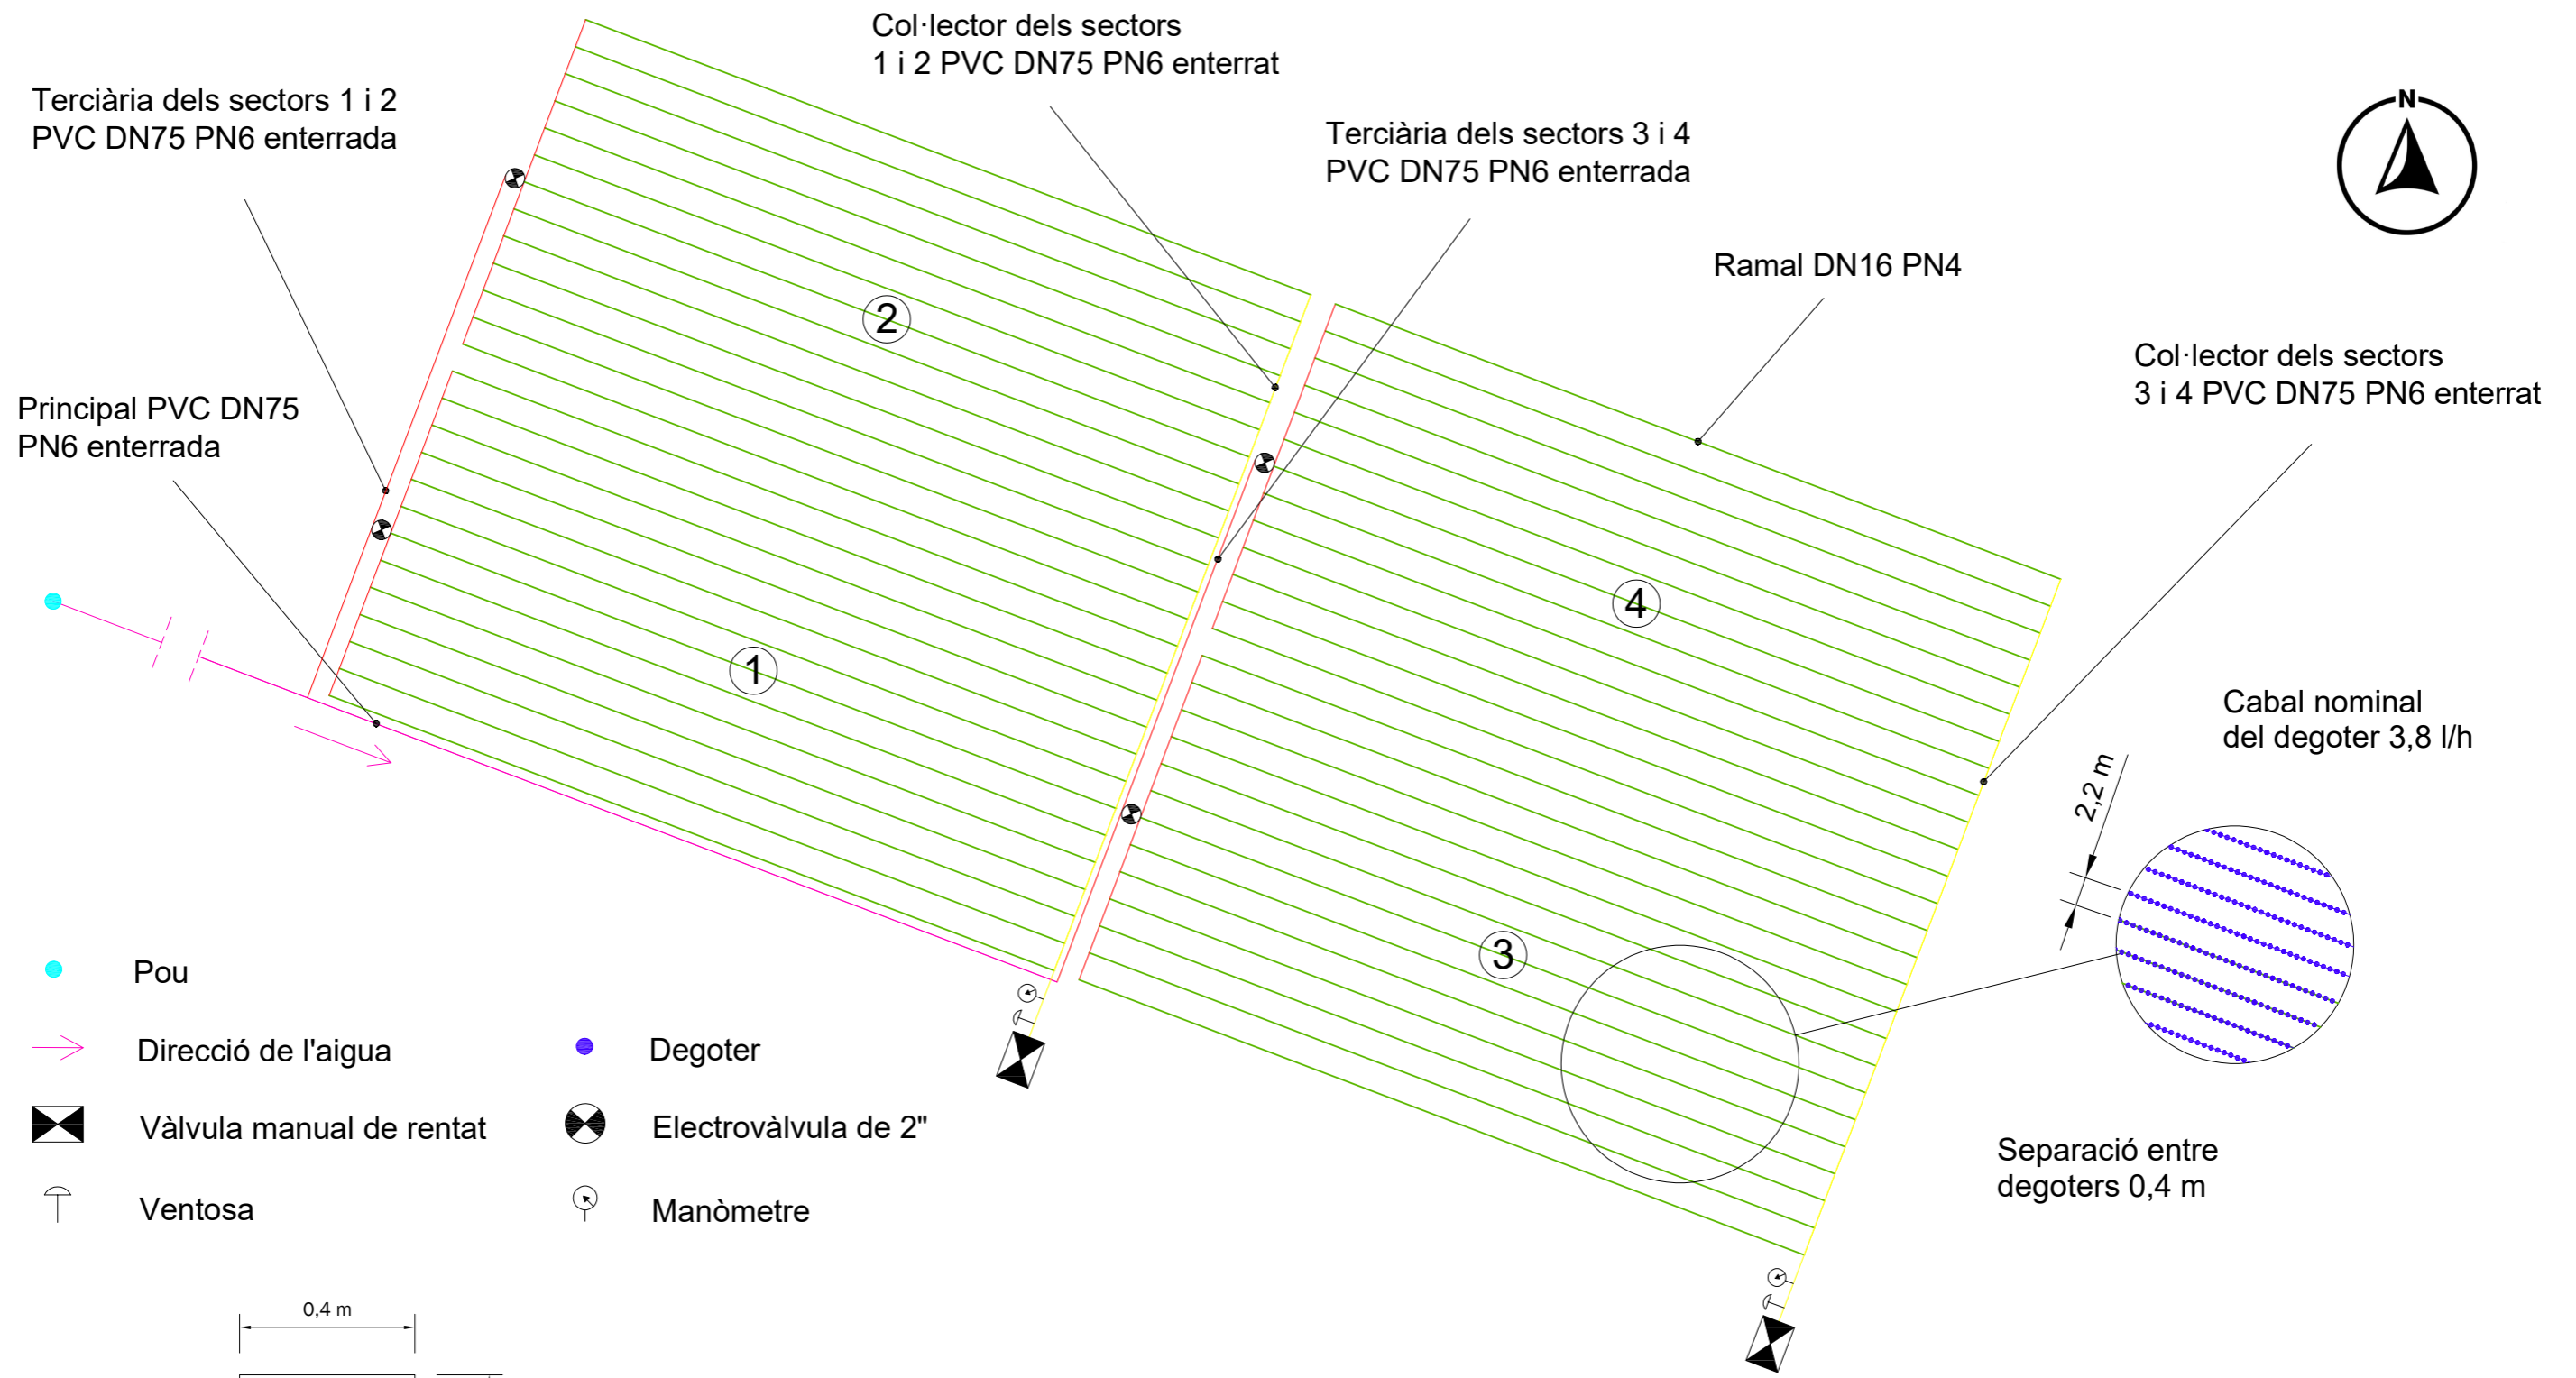 Col·lector dels sectors
1 i 2 PVC DN75 PN6 enterrat
Terciària dels sectors 1 i 2
PVC DN75 PN6 enterrada
N
Terciària dels sectors 3 i 4
PVC DN75 PN6 enterrada
Ramal DN16 PN4
2
Col·lector dels sectors
3 i 4 PVC DN75 PN6 enterrat
Principal PVC DN75
PN6 enterrada
4
1
Cabal nominal
del degoter 3,8 l/h
2,2 m
3
Pou
Direcció de l'aigua
Degoter
Vàlvula manual de rentat
Electrovàlvula de 2"
Separació entre
degoters 0,4 m
Ventosa
Manòmetre
0,4 m